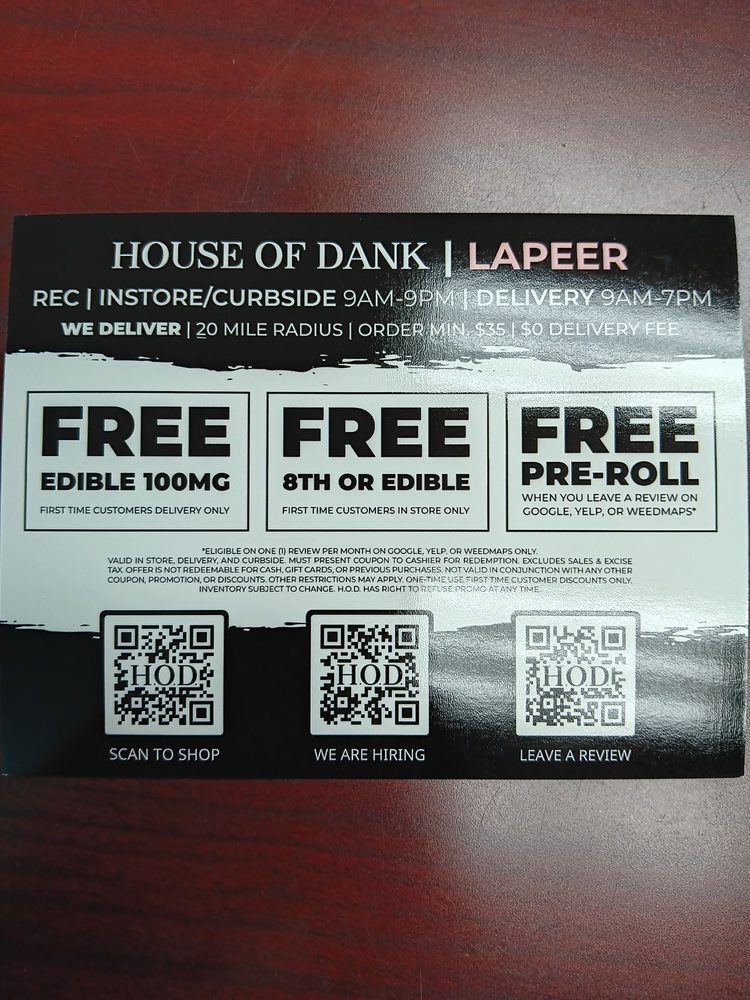 HOUSE OF DANK | LAPEER
REC | INSTORE/CURBSIDE 9AM-9PM | DELIVERY 9AM-7PM
WE DELIVER | 20 MILE RADIUS | ORDER MIN. $35 | $0 DELIVERY FEE
FREE
EDIBLE 100MG
FIRST TIME CUSTOMERS DELIVERY ONLY
FREE
8TH OR EDIBLE
FIRST TIME CUSTOMERS IN STORE ONLY
FREE
PRE-ROLL
WHEN YOU LEAVE A REVIEW ON
GOOGLE, YELP, OR WEEDMAPS*
*ELIGIBLE ON ONE (1) REVIEW PER MONTH ON GOOGLE, YELP. OR WEEDMAPS ONLY.
VALID IN STORE, DELIVERY, AND CURBSIDE. MUST PRESENT COUPON TO CASHIER FOR REDEMPTION. EXCLUDES SALES & EXCISE
TAX. OFFER IS NOT REDEEMABLE FOR CASH, GIFT CARDS, OR PREVIOUS PURCHASES. NOT VALID IN CONJUNCTION WITH ANY OTHER
COUPON, PROMOTION, OR DISCOUNTS. OTHER RESTRICTIONS MAY APPLY. ONE-TIME USE FIRST TIME CUSTOMER DISCOUNTS ONLY.
INVENTORY SUBJECT TO CHANGE. H.O.D. HAS RIGHT TO REFUSE PROMO AT ANY TIME.
HOD
SCAN TO SHOP
HOD
WE ARE HIRING
HOD
LEAVE A REVIEW